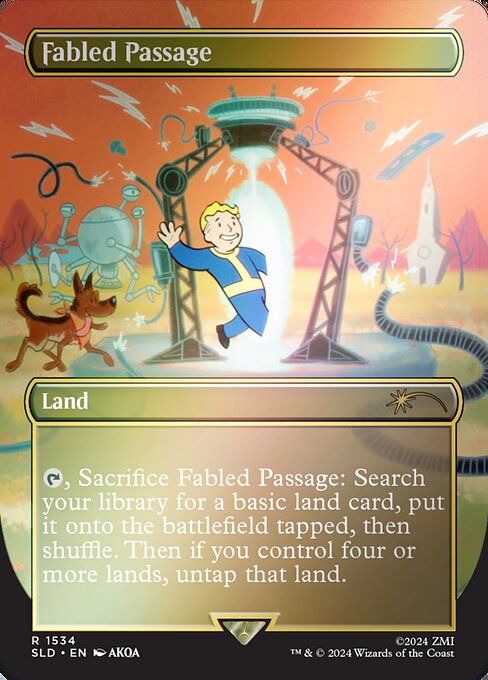 Fabled Passage
Land
, Sacrifice Fabled Passage: Search
your library for a basic land card, put
it onto the battlefield tapped, then
shuffle. Then if you control four or
more lands, untap that land.
R 1534
©2024 ZMI
SLD • EN AKQA
™ & © 2024 Wizards of the Coast